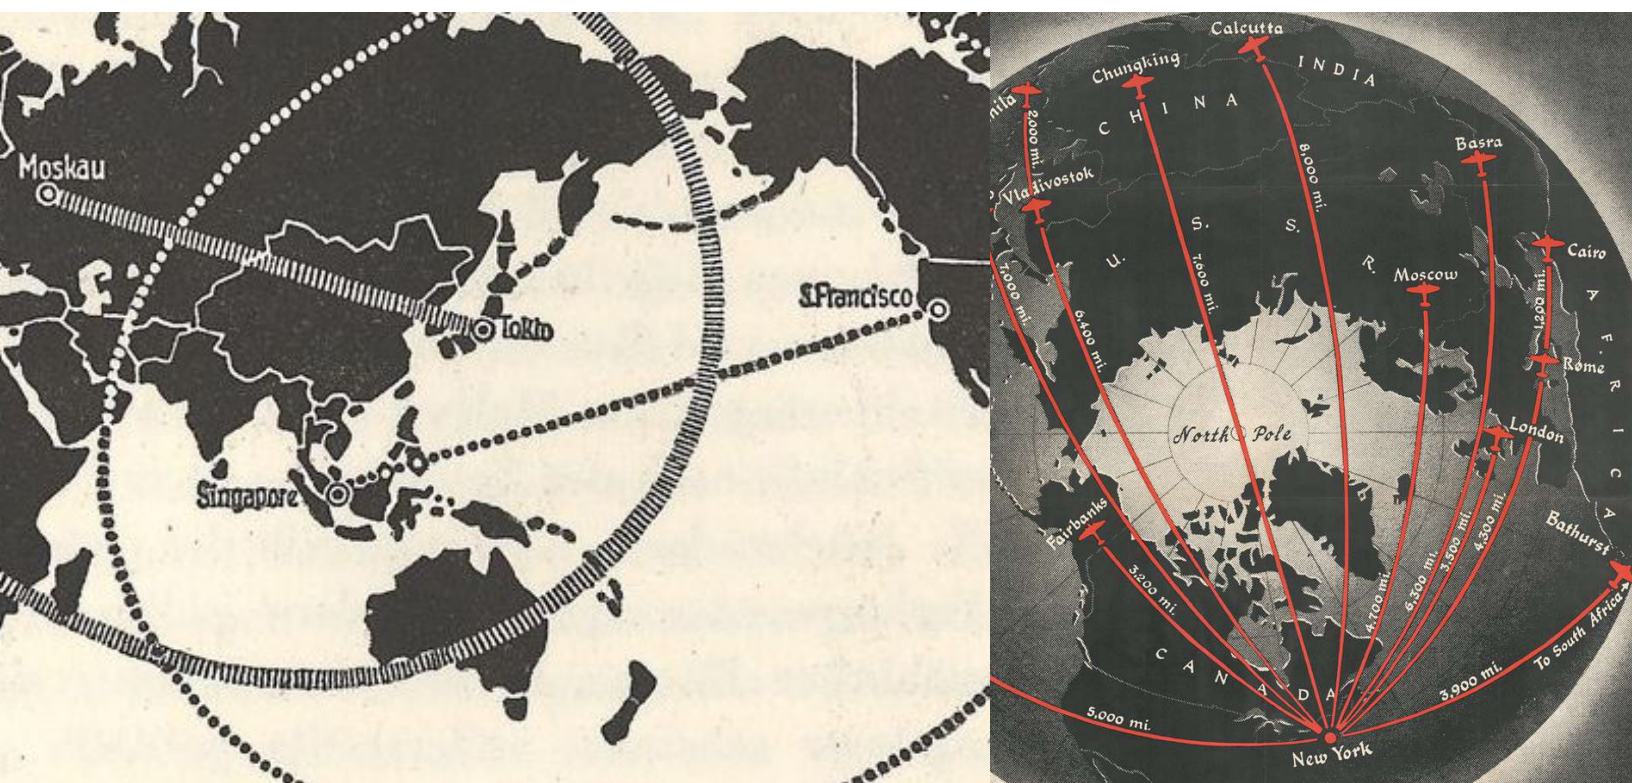 Moskau
Tokio
S.Francisco
Singapore
Calcutta
INDIA
Chungking
CHINA
2,000 mi.
Vladivostok
8,000 mi.
Basra
U. S. S. R.
7,000 mi.
6,400 mi.
7,600 mi.
Moscow
Cairo
1,200 mi.
Rome
AFRICA
North Pole
London
Fairbanks
3,200 mi.
4,700 mi.
6,300 mi.
3,500 mi.
4,300 mi.
Bathurst
To South Africa
CANADA
3,900 mi.
5,000 mi.
New York